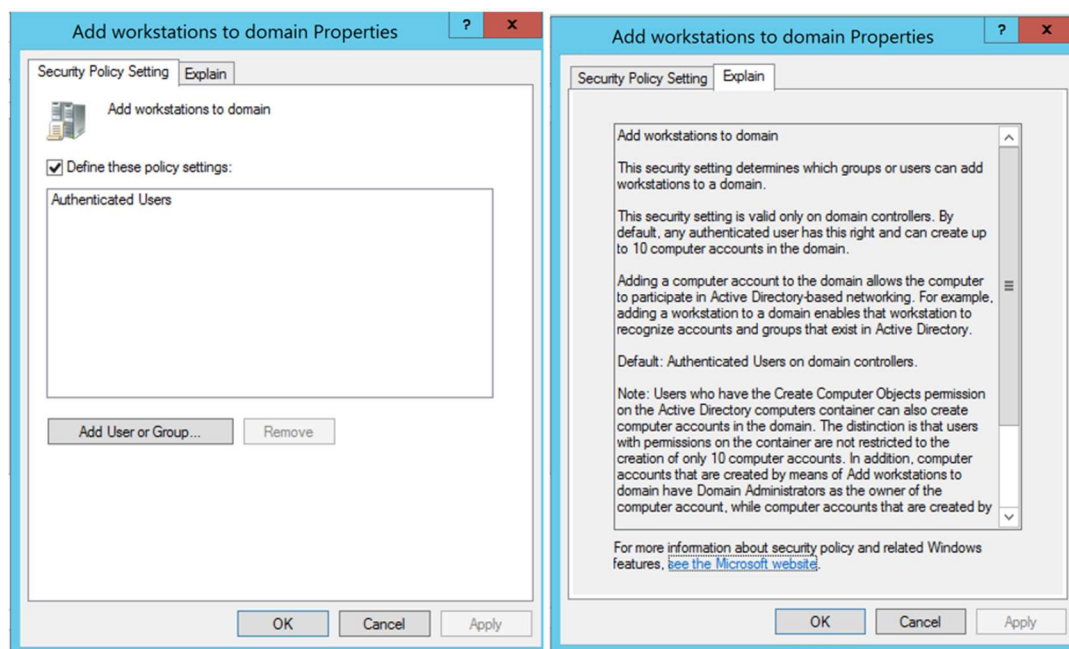 Add workstations to domain Properties
? x
Security Policy Setting Explain
Add workstations to domain
Define these policy settings:
Authenticated Users
Add User or Group... Remove
OK Cancel Apply
Add workstations to domain Properties
? x
Security Policy Setting Explain
Add workstations to domain
This security setting determines which groups or users can add
workstations to a domain.
This security setting is valid only on domain controllers. By
default, any authenticated user has this right and can create up
to 10 computer accounts in the domain.
Adding a computer account to the domain allows the computer
to participate in Active Directory-based networking. For example,
adding a workstation to a domain enables that workstation to
recognize accounts and groups that exist in Active Directory.
Default: Authenticated Users on domain controllers.
Note: Users who have the Create Computer Objects permission
on the Active Directory computers container can also create
computer accounts in the domain. The distinction is that users
with permissions on the container are not restricted to the
creation of only 10 computer accounts. In addition, computer
accounts that are created by means of Add workstations to
domain have Domain Administrators as the owner of the
computer account, while computer accounts that are created by
For more information about security policy and related Windows
features, see the Microsoft website.
OK Cancel Apply